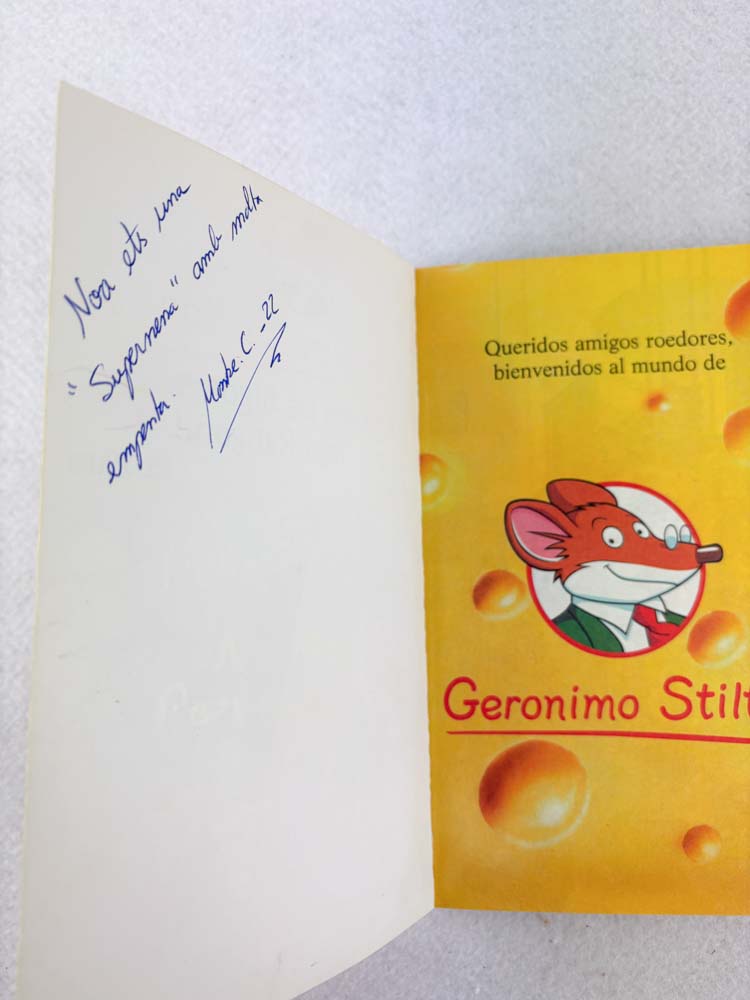 Noa ets una
"Supernena" amb molta
empenta. Montse. C. -22
Queridos amigos roedores,
bienvenidos al mundo de
Geronimo Stilt